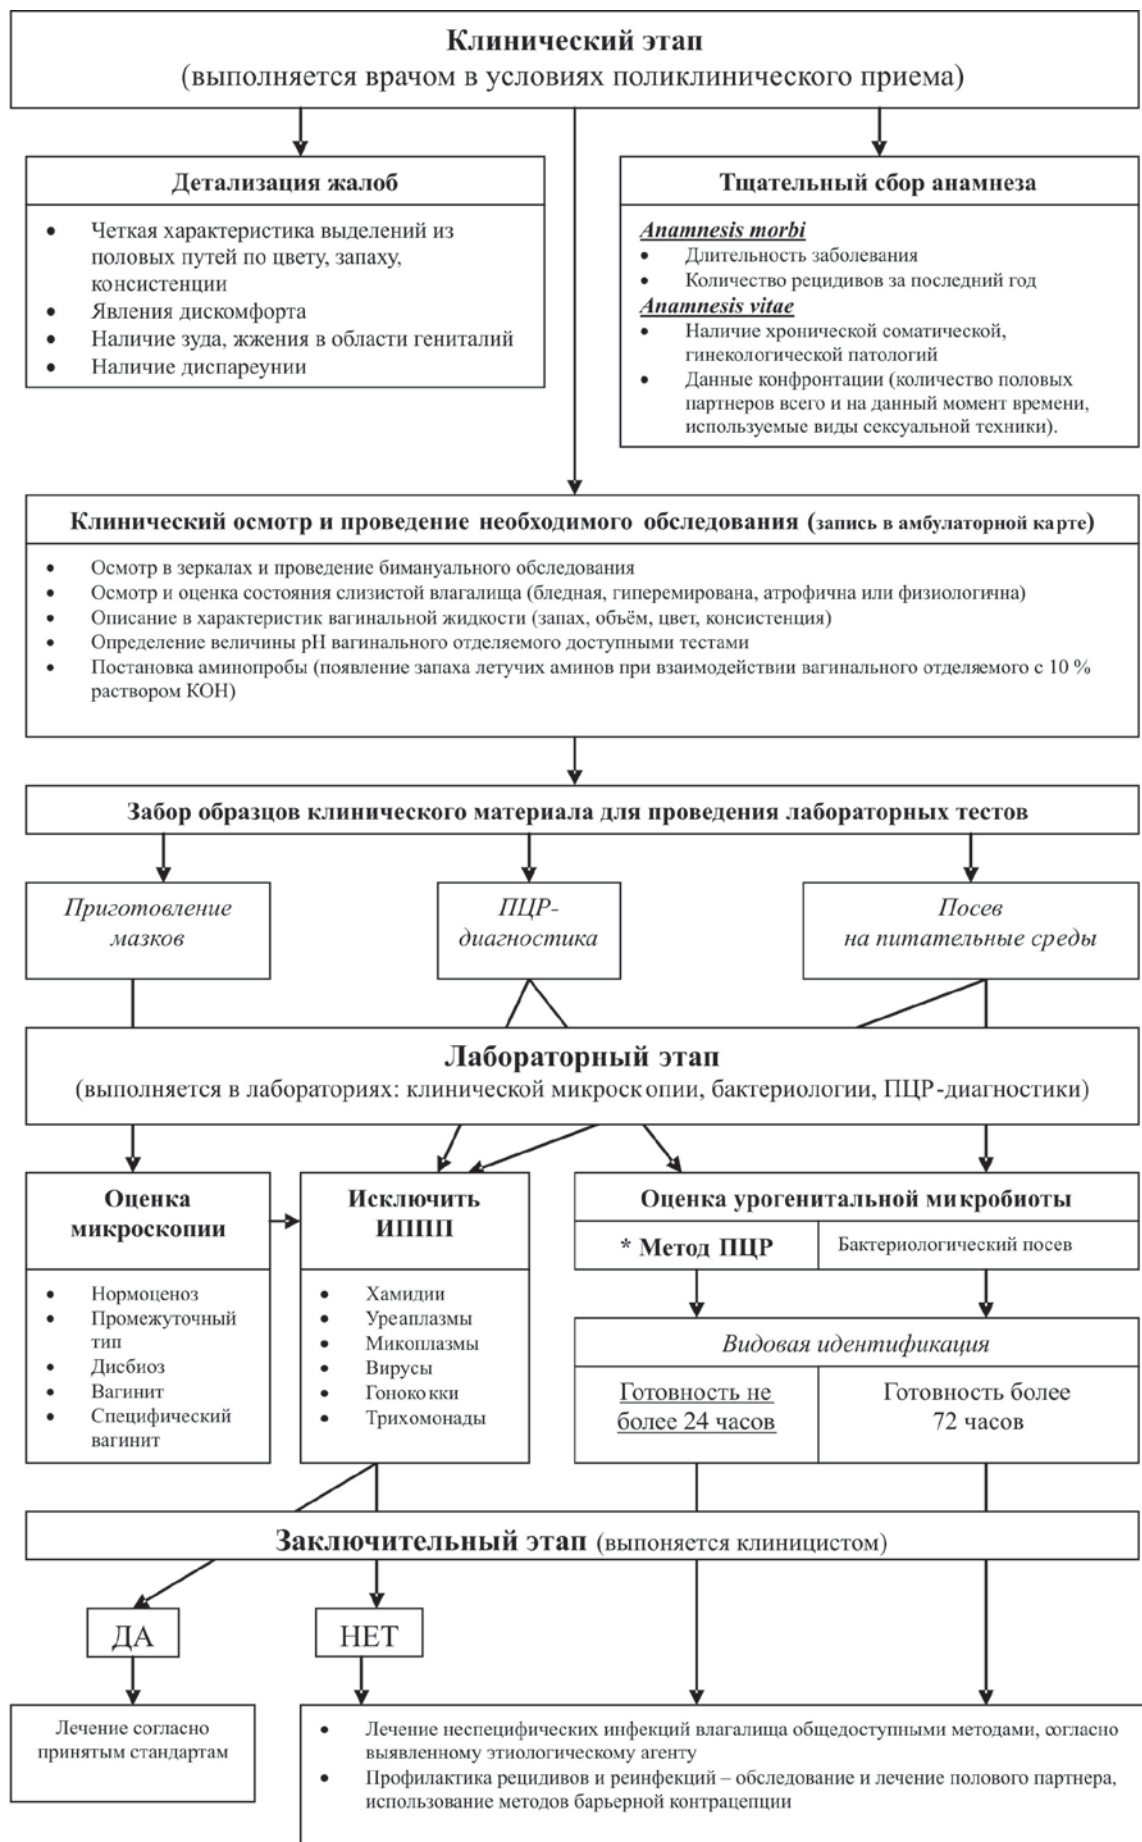 Клинический этап
(выполняется врачом в условиях поликлинического приема)
Детализация жалоб
• Четкая характеристика выделений из
половых путей по цвету, запаху,
консистенции
• Явления дискомфорта
• Наличие зуда, жжения в области гениталий
• Наличие диспареунии
Тщательный сбор анамнеза
Anamnesis morbi
• Длительность заболевания
• Количество рецидивов за последний год
Anamnesis vitae
• Наличие хронической соматической,
гинекологической патологий
• Данные конфронтации (количество половых
партнеров всего и на данный момент времени,
используемые виды сексуальной техники).
Клинический осмотр и проведение необходимого обследования (запись в амбулаторной карте)
• Осмотр в зеркалах и проведение бимануального обследования
• Осмотр и оценка состояния слизистой влагалища (бледная, гиперемирована, атрофична или физиологична)
• Описание в характеристик вагинальной жидкости (запах, объём, цвет, консистенция)
• Определение величины рН вагинального отделяемого доступными тестами
• Постановка аминопробы (появление запаха летучих аминов при взаимодействии вагинального отделяемого с 10 %
раствором КОН)
Забор образцов клинического материала для проведения лабораторных тестов
Приготовление
мазков
ПЦР-
диагностика
Посев
на питательные среды
Лабораторный этап
(выполняется в лабораториях: клинической микроскопии, бактериологии, ПЦР-диагностики)
Оценка
микроскопии
• Нормоценоз
• Промежуточный
тип
• Дисбиоз
• Вагинит
• Специфический
вагинит
Исключить
ИППП
• Хамидии
• Уреаплазмы
• Микоплазмы
• Вирусы
• Гонококки
• Трихомонады
Оценка урогенитальной микробиоты
* Метод ПЦР
Бактериологический посев
Видовая идентификация
Готовность не
более 24 часов
Готовность более
72 часов
Заключительный этап (выпоняется клиницистом)
ДА
НЕТ
Лечение согласно
принятым стандартам
• Лечение неспецифических инфекций влагалища общедоступными методами, согласно
выявленному этиологическому агенту
• Профилактика рецидивов и реинфекций – обследование и лечение полового партнера,
использование методов барьерной контрацепции